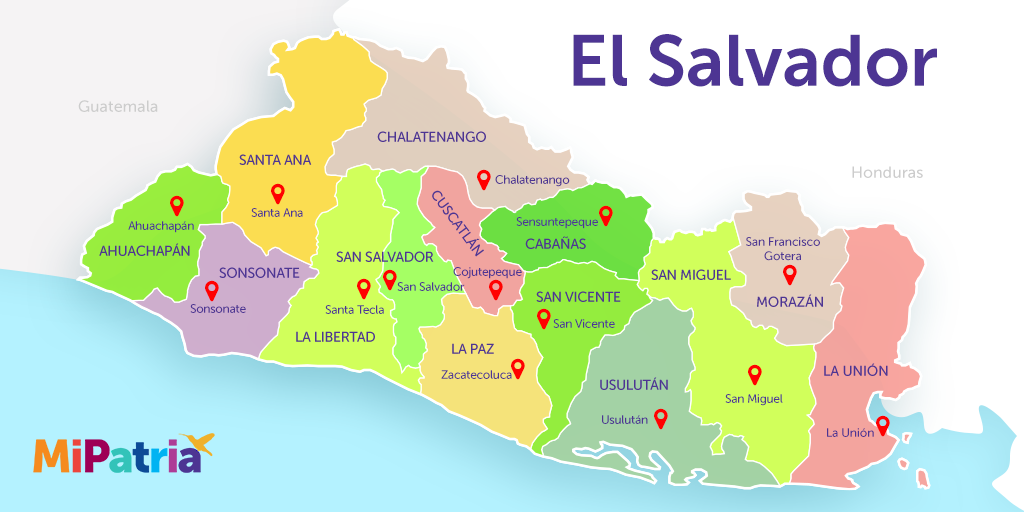 El Salvador
Guatemala
Honduras
CHALATENANGO
SANTA ANA
Chalatenango
Santa Ana
Ahuachapán
AHUACHAPÁN
CUSCATLÁN
Sensuntepeque
CABAÑAS
San Francisco
Gotera
MORAZÁN
SONSONATE
Sonsonate
SAN SALVADOR
San Salvador
Cojutepeque
SAN MIGUEL
San Miguel
Santa Tecla
LA LIBERTAD
SAN VICENTE
San Vicente
LA PAZ
Zacatecoluca
USULUTÁN
Usulután
LA UNIÓN
La Unión
MiPatria